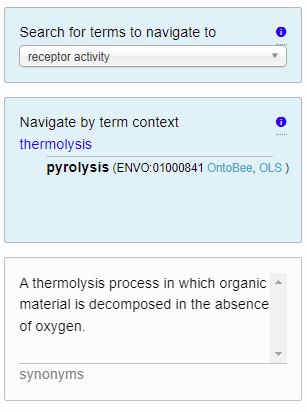 Search for terms to navigate to
receptor activity
Navigate by term context
thermolysis
pyrolysis (ENVO:01000841 OntoBee, OLS )
A thermolysis process in which organic
material is decomposed in the absence
of oxygen.
synonyms